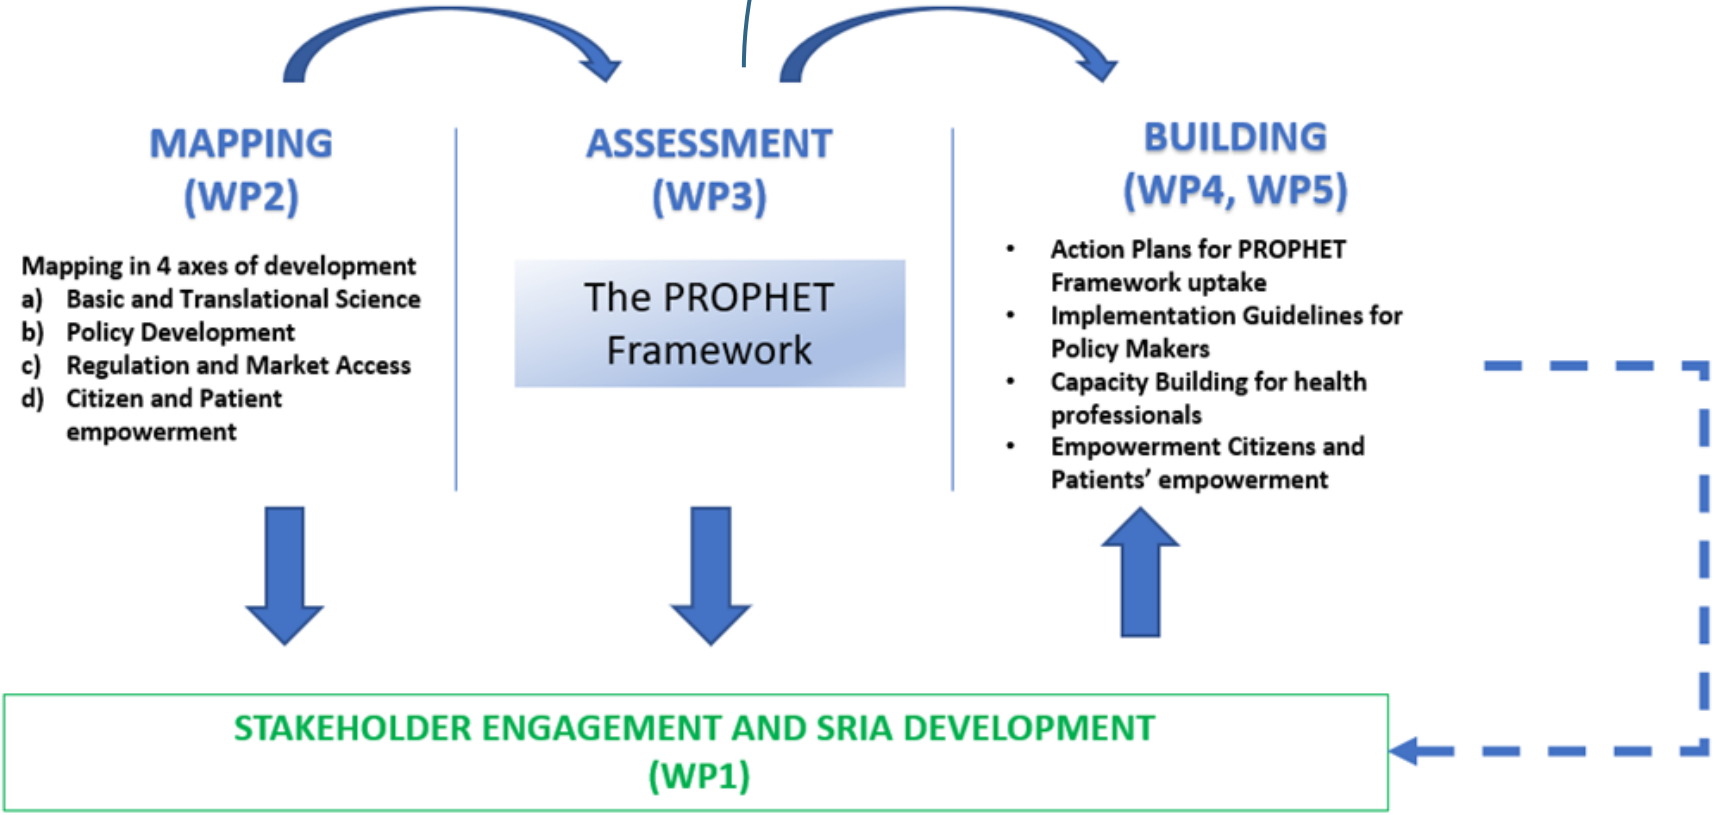 MAPPING
(WP2)
Mapping in 4 axes of development
a) Basic and Translational Science
b) Policy Development
c) Regulation and Market Access
d) Citizen and Patient
empowerment
ASSESSMENT
(WP3)
The PROPHET
Framework
BUILDING
(WP4, WP5)
• Action Plans for PROPHET
Framework uptake
• Implementation Guidelines for
Policy Makers
• Capacity Building for health
professionals
• Empowerment Citizens and
Patients’ empowerment
STAKEHOLDER ENGAGEMENT AND SRIA DEVELOPMENT
(WP1)